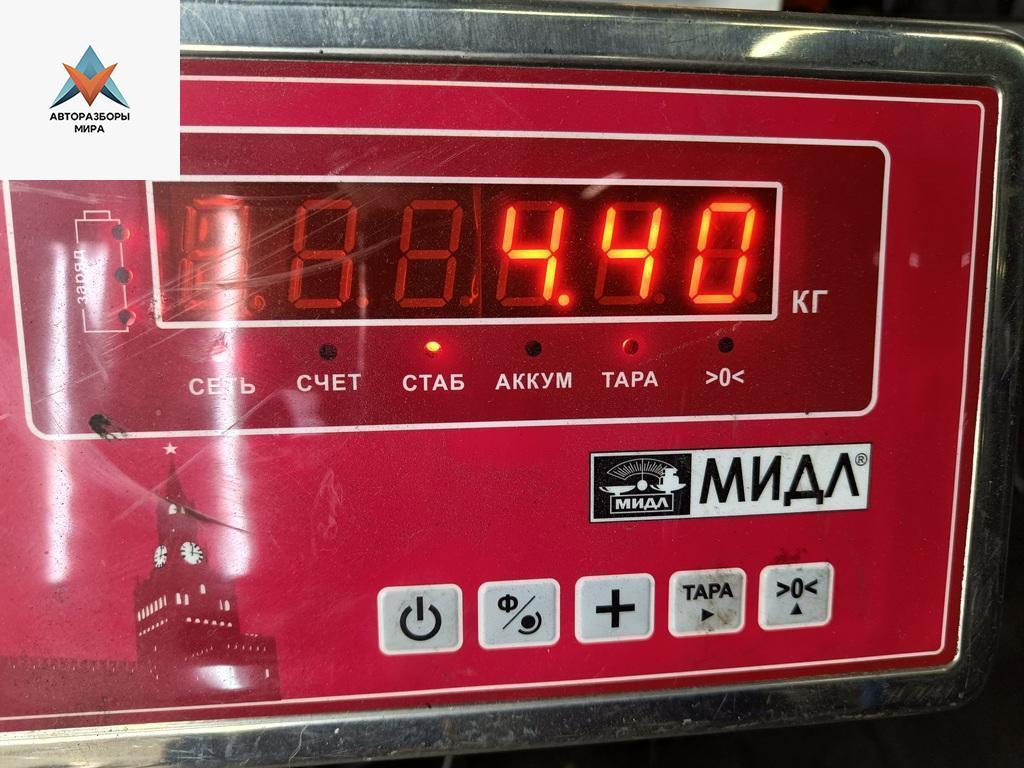 АВТОРАЗБОРЫ
МИРА
заряд
4.40
КГ
СЕТЬ СЧЕТ СТАБ АККУМ ТАРА >0<
МИДЛ МИДЛ®
Ф + ТАРА >0<